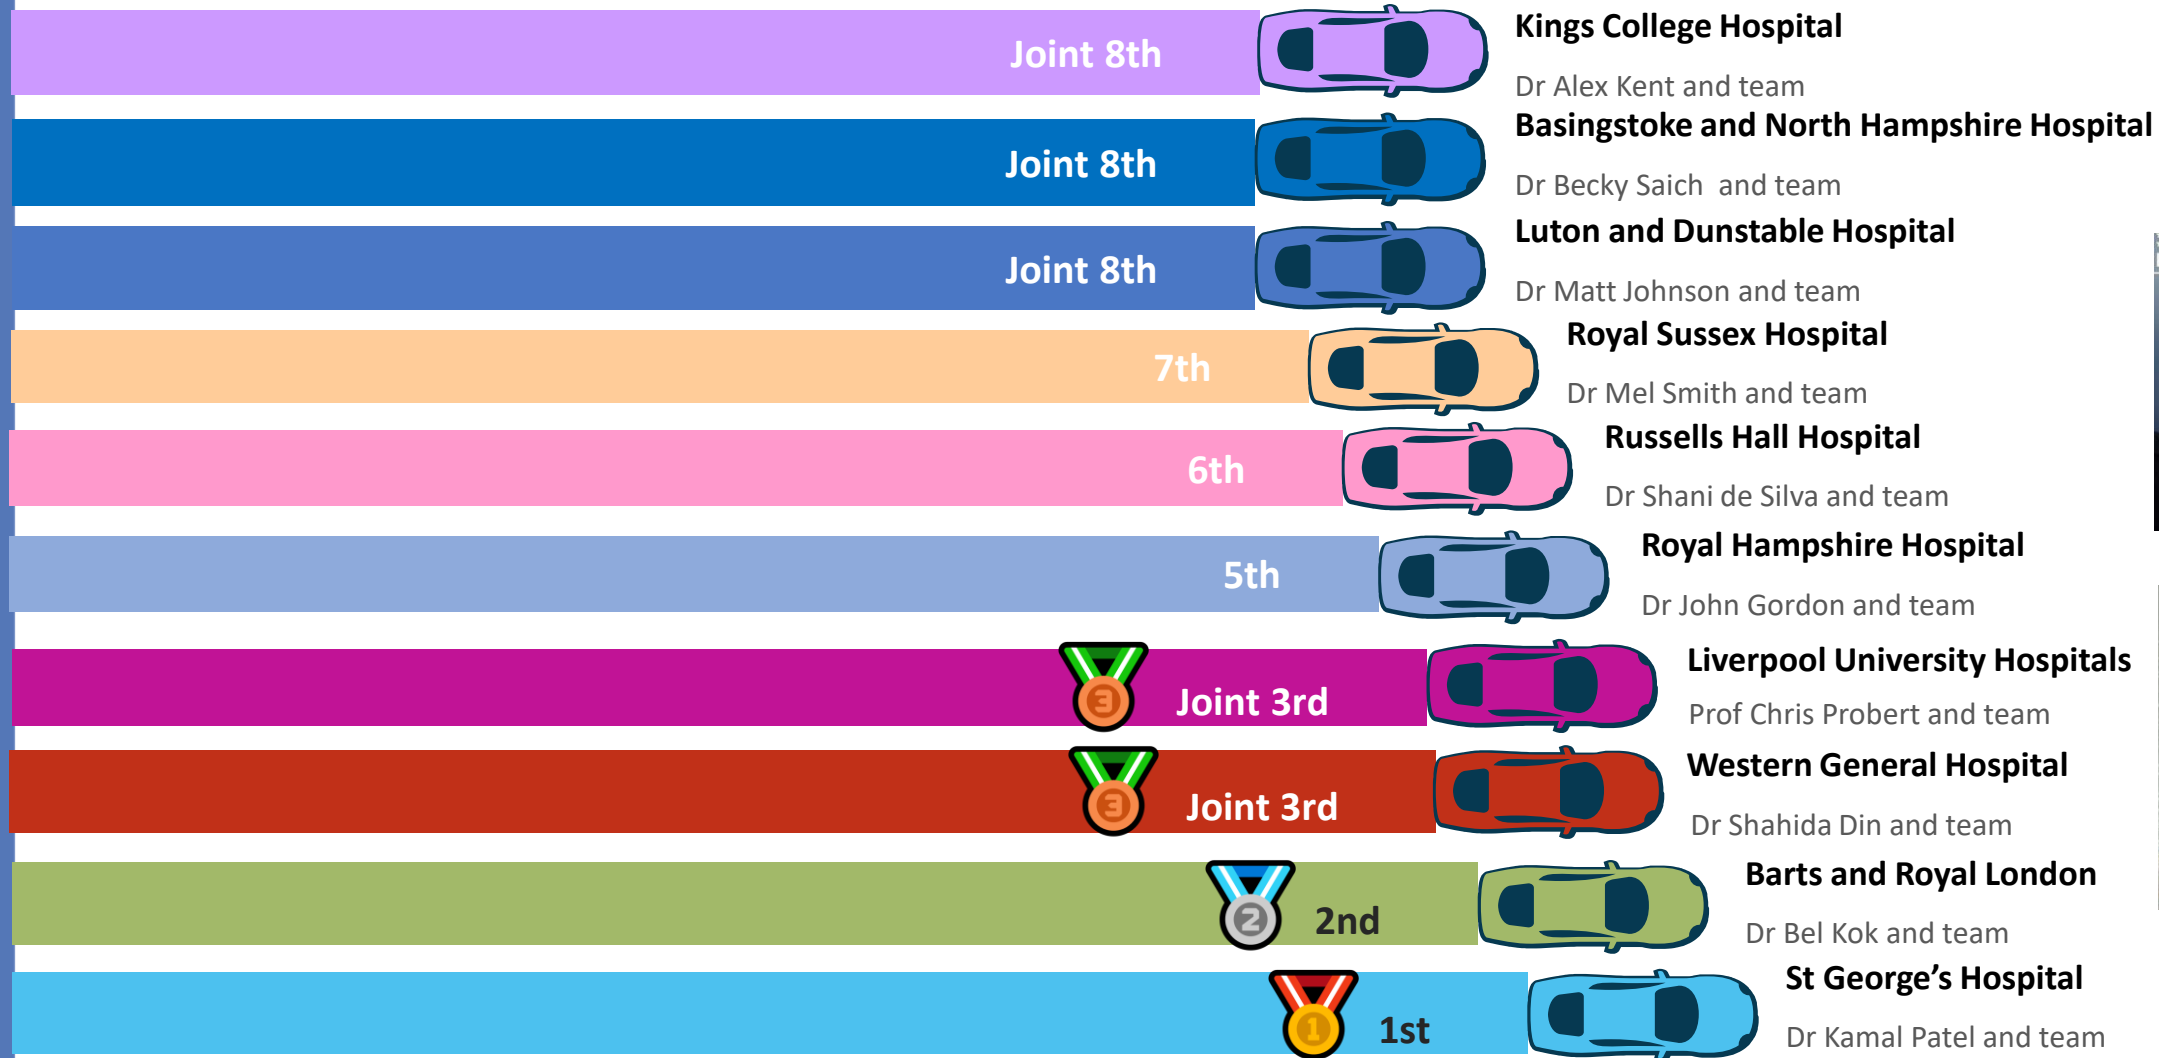 Joint 8th
Kings College Hospital
Dr Alex Kent and team
Joint 8th
Basingstoke and North Hampshire Hospital
Dr Becky Saich and team
Joint 8th
Luton and Dunstable Hospital
Dr Matt Johnson and team
7th
Royal Sussex Hospital
Dr Mel Smith and team
6th
Russells Hall Hospital
Dr Shani de Silva and team
5th
Royal Hampshire Hospital
Dr John Gordon and team
3
Joint 3rd
Liverpool University Hospitals
Prof Chris Probert and team
3
Joint 3rd
Western General Hospital
Dr Shahida Din and team
2
2nd
Barts and Royal London
Dr Bel Kok and team
1
1st
St George’s Hospital
Dr Kamal Patel and team